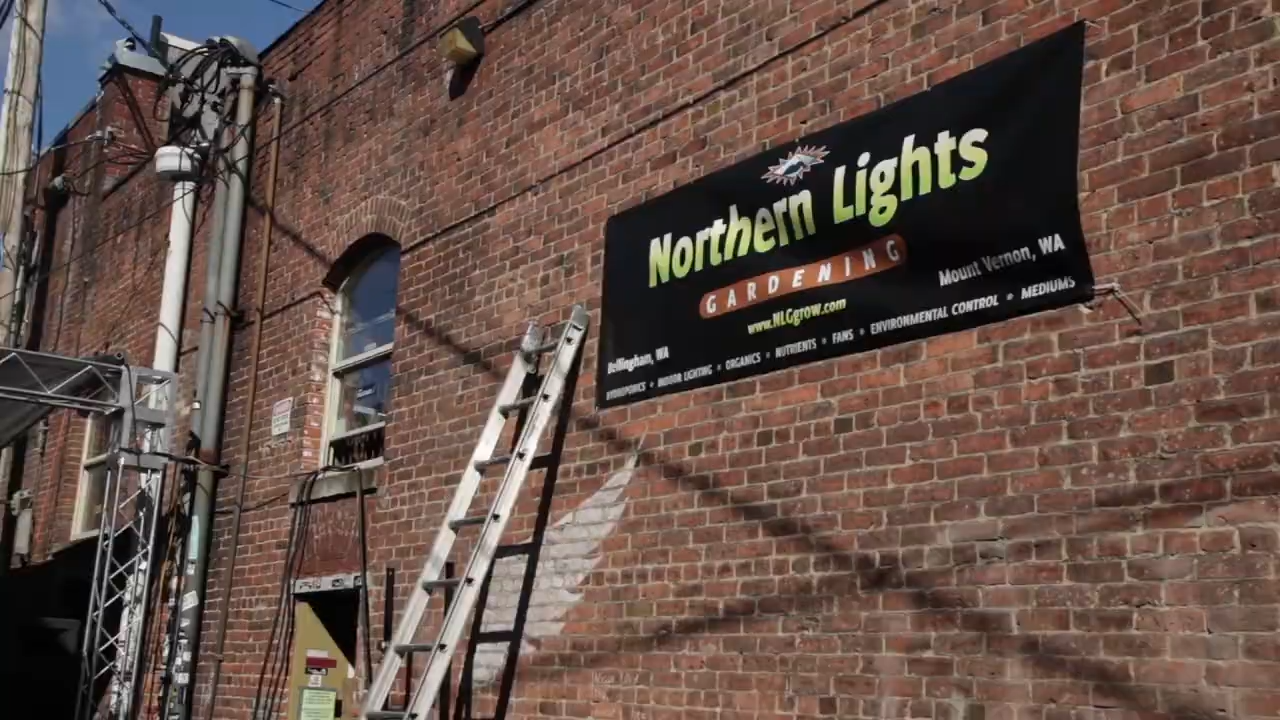 Northern Lights
GARDENING
www.NLGgrow.com
Bellingham, WA
Mount Vernon, WA
HYDROPONICS • INDOOR LIGHTING • ORGANICS • NUTRIENTS • FANS • ENVIRONMENTAL CONTROL • MEDIUMS